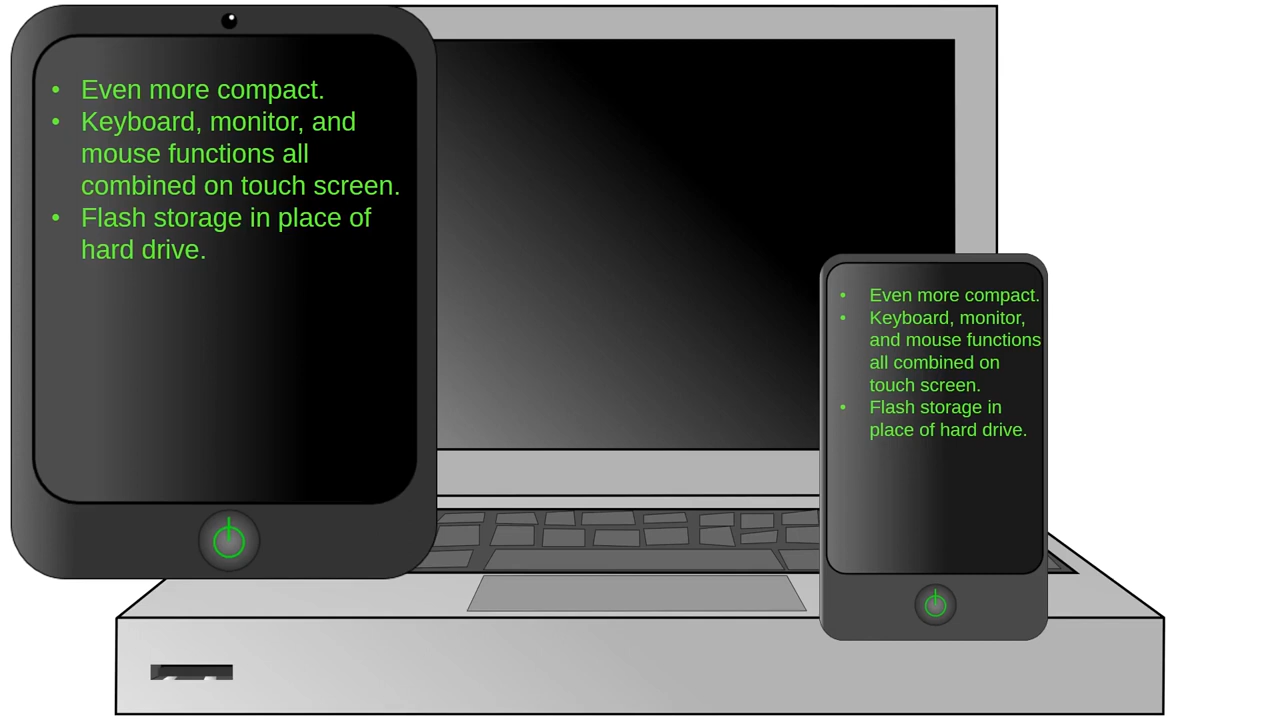 • Even more compact.
• Keyboard, monitor, and
mouse functions all
combined on touch screen.
• Flash storage in place of
hard drive.
• Even more compact.
• Keyboard, monitor,
and mouse functions
all combined on
touch screen.
• Flash storage in
place of hard drive.